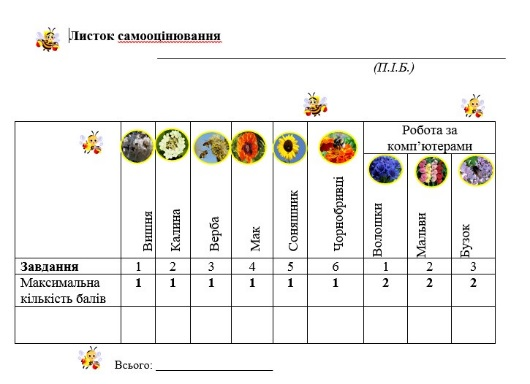 Листок самооцінювання
(П.І.Б.)
Робота за
комп’ютерами
Вишня
Калина
Верба
Мак
Соняшник
Чорнобривці
Волошки
Мальви
Бузок
Завдання 1 2 3 4 5 6 1 2 3
Максимальна
кількість балів 1 1 1 1 1 1 2 2 2
Всього: